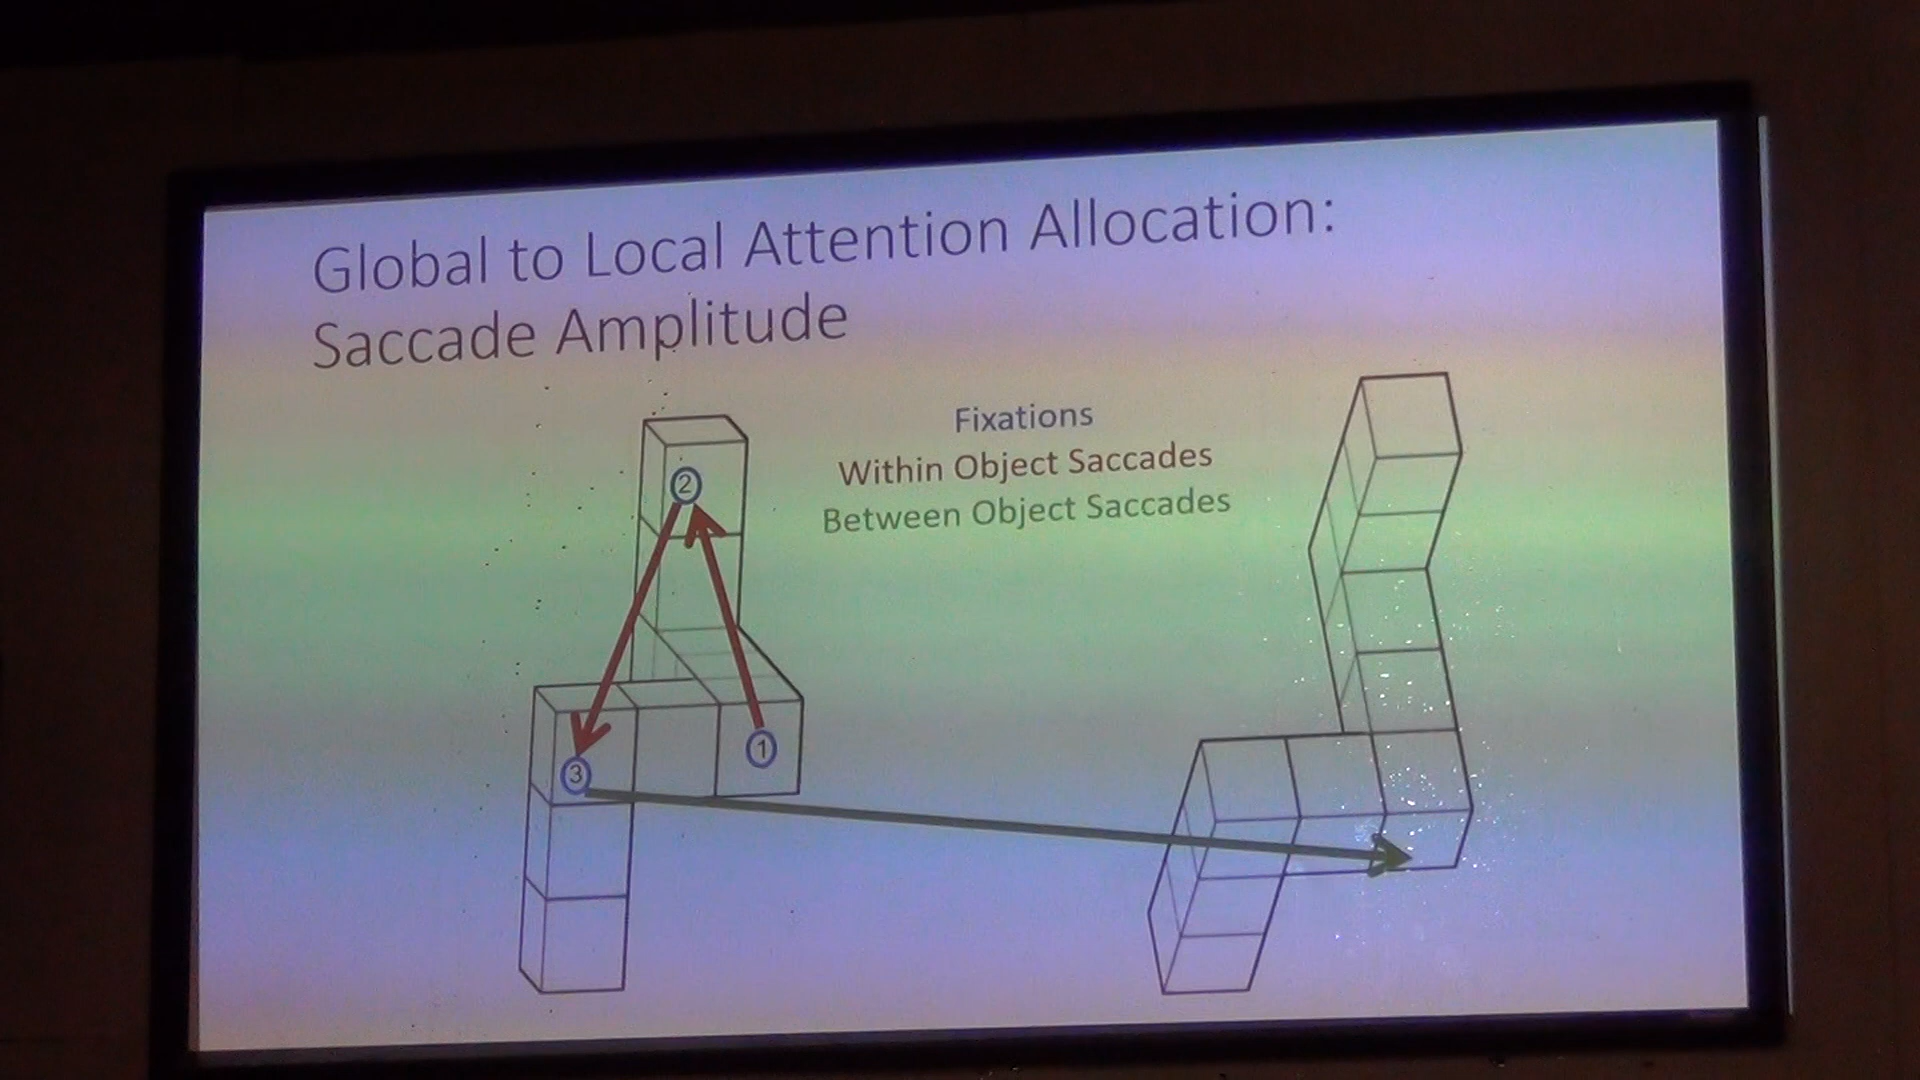 Global to Local Attention Allocation:
Saccade Amplitude
Fixations
Within Object Saccades
Between Object Saccades
2
1
3